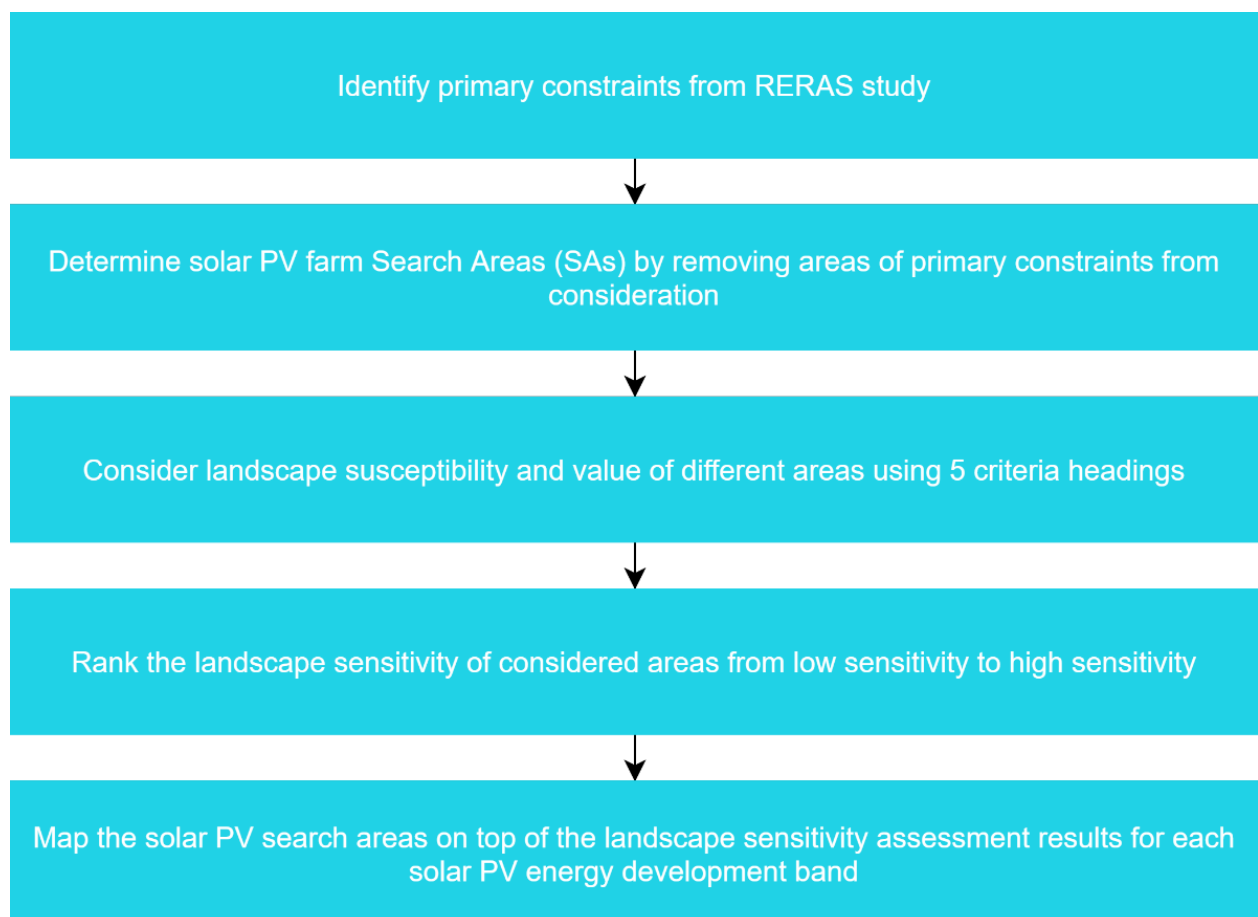 Identify primary constraints from RERAS study
Determine solar PV farm Search Areas (SAs) by removing areas of primary constraints from
consideration
Consider landscape susceptibility and value of different areas using 5 criteria headings
Rank the landscape sensitivity of considered areas from low sensitivity to high sensitivity
Map the solar PV search areas on top of the landscape sensitivity assessment results for each
solar PV energy development band